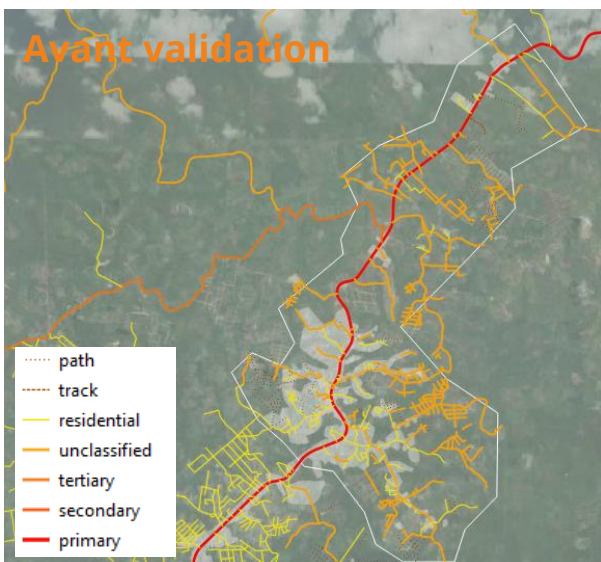 Avant validation
path
track
residential
unclassified
tertiary
secondary
primary